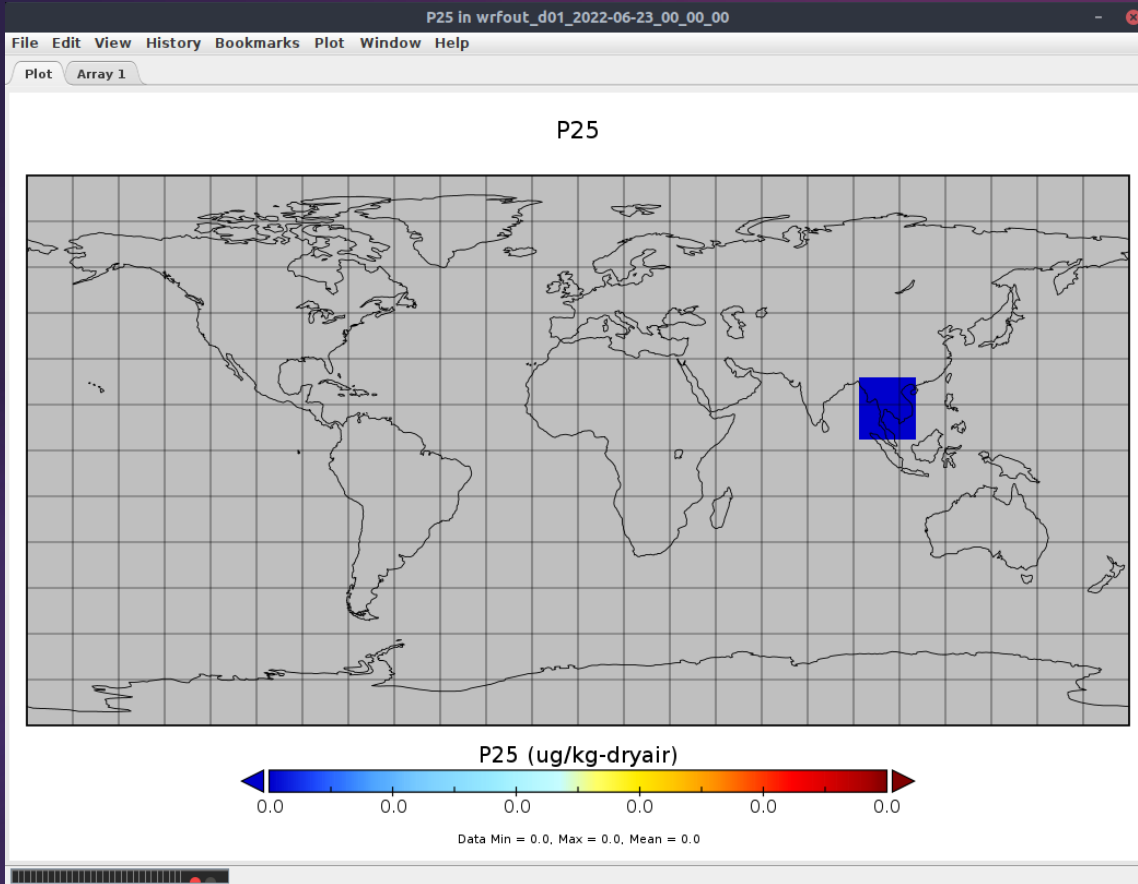 P25 in wrfout_d01_2022-06-23_00_00_00
File Edit View History Bookmarks Plot Window Help
Plot Array 1
P25
P25 (ug/kg-dryair)
0.0 0.0 0.0 0.0 0.0 0.0
Data Min = 0.0, Max = 0.0, Mean = 0.0